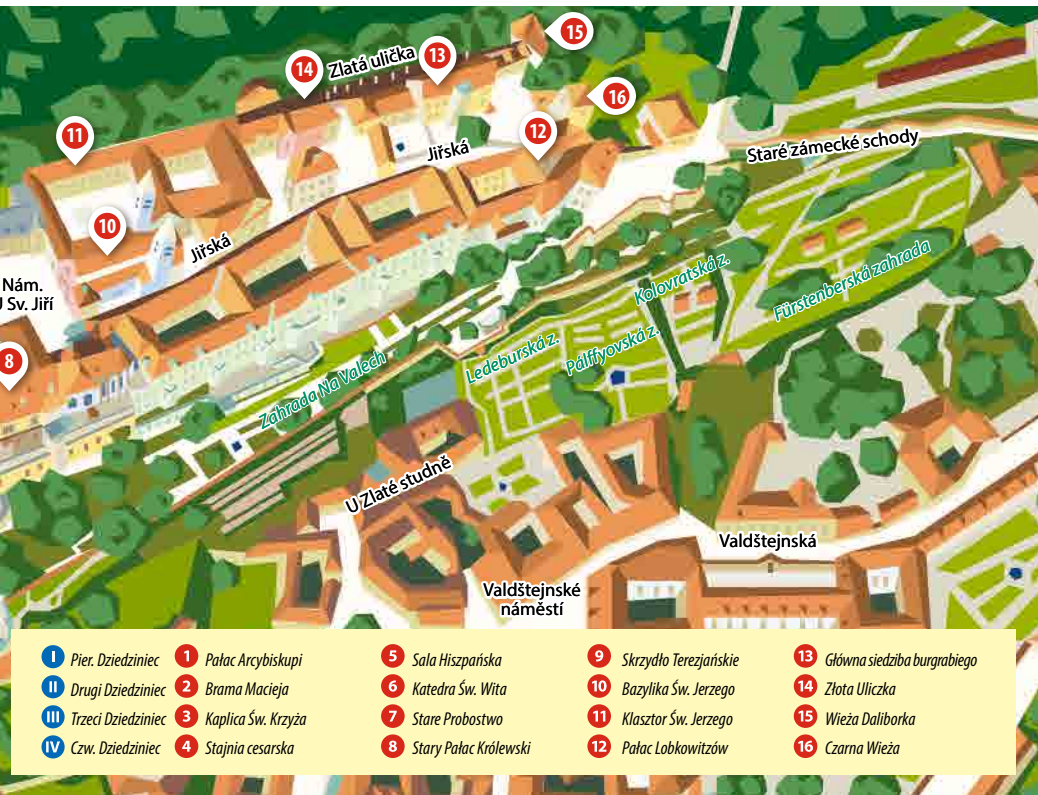 15
13
Zlatá ulička
14
16
11
12
Jiřská
Staré zámecké schody
10
Jiřská
Nám.
U Sv. Jiří
Kolovratská z.
Fürstenberská zahrada
8
Ledeburská z.
Pálffyovská z.
Zahrada Na Valech
U Zlaté studně
Valdštejnská
Valdštejnské
náměstí
I Pier. Dziedziniec
II Drugi Dziedziniec
III Trzeci Dziedziniec
IV Czw. Dziedziniec
1 Pałac Arcybiskupi
2 Brama Macieja
3 Kaplica Św. Krzyża
4 Stajnia cesarska
5 Sala Hiszpańska
6 Katedra Św. Wita
7 Stare Probostwo
8 Stary Pałac Królewski
9 Skrzydło Terezjańskie
10 Bazylika Św. Jerzego
11 Klasztor Św. Jerzego
12 Pałac Lobkowitzów
13 Główna siedziba burgrabiego
14 Złota Uliczka
15 Wieża Daliborka
16 Czarna Wieża